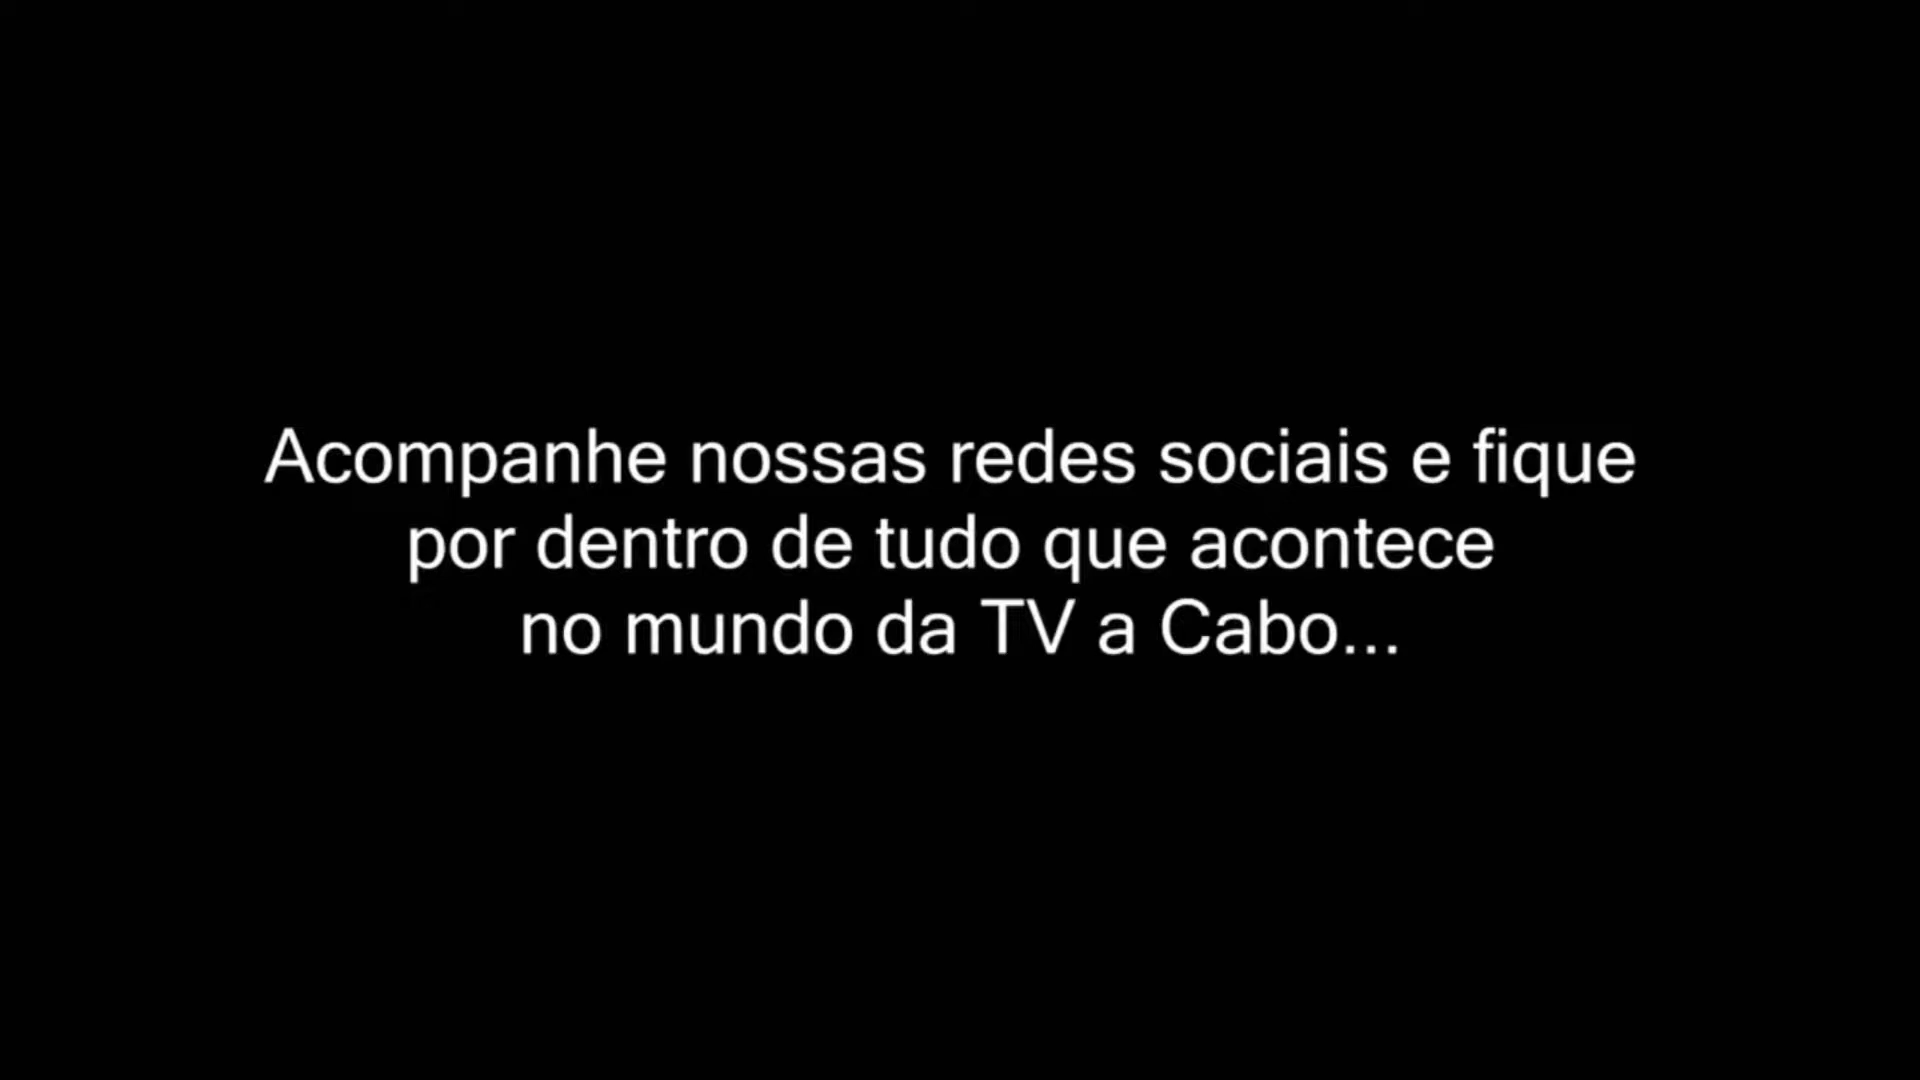 Acompanhe nossas redes sociais e fique
por dentro de tudo que acontece
no mundo da TV a Cabo...